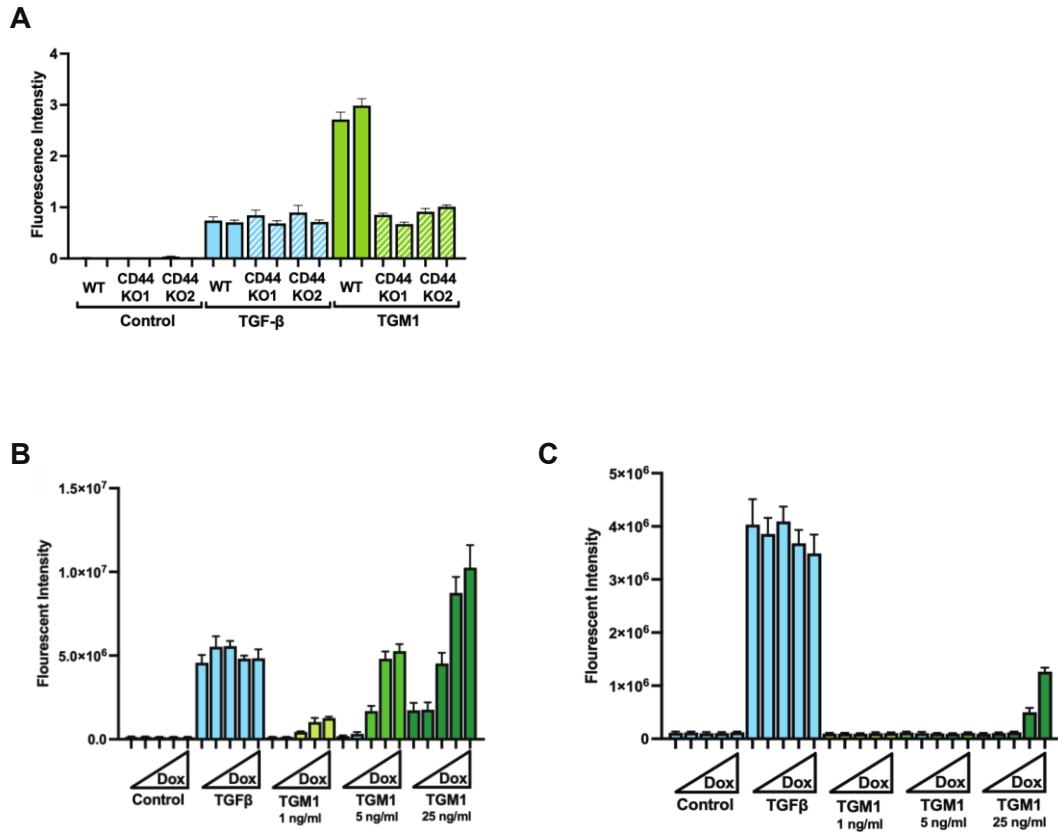 A
4
3
2
1
0
Fluorescence Intenstiy
WT CD44 KO1 CD44 KO2 WT CD44 KO1 CD44 KO2 WT CD44 KO1 CD44 KO2
Control TGF-β TGM1
B
1.5×10⁷
1.0×10⁷
5.0×10⁶
0.0
Flourescent Intensity
Dox Dox Dox Dox Dox
Control TGFβ TGM1 TGM1 TGM1
1 ng/ml 5 ng/ml 25 ng/ml
C
5×10⁶
4×10⁶
3×10⁶
2×10⁶
1×10⁶
0
Flourescent Intensity
Dox Dox Dox Dox Dox
Control TGFβ TGM1 TGM1 TGM1
1 ng/ml 5 ng/ml 25 ng/ml